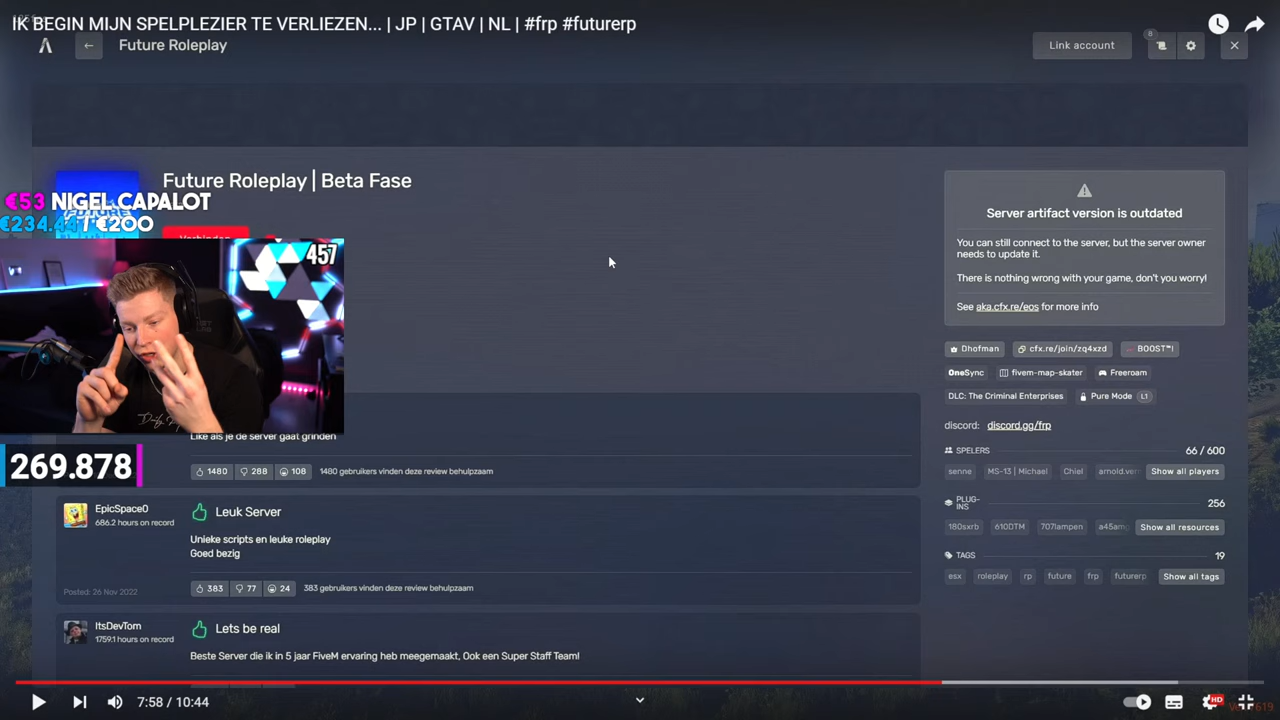 IK BEGIN MIJN SPELPLEZIER TE VERLIEZEN... | JP | GTAV | NL | #frp #futurerp
Future Roleplay
Link account
8
Future Roleplay | Beta Fase
€53 NIGEL CAPALOT
€234.44 / €200
Verbinden
457
269.878
Like als je de server gaat grinden
1480 288 108 1480 gebruikers vinden deze review behulpzaam
EpicSpace0
686.2 hours on record
Leuk Server
Unieke scripts en leuke roleplay
Goed bezig
Posted: 26 Nov 2022
383 77 24 383 gebruikers vinden deze review behulpzaam
ItsDevTom
1759.1 hours on record
Lets be real
Beste Server die ik in 5 jaar FiveM ervaring heb meegemaakt, Ook een Super Staff Team!
Server artifact version is outdated
You can still connect to the server, but the server owner
needs to update it.
There is nothing wrong with your game, don't you worry!
See aka.cfx.re/eos for more info
Dhofman cfx.re/join/zq4xzd BOOST™!
OneSync fivem-map-skater Freeroam
DLC: The Criminal Enterprises Pure Mode L1
discord: discord.gg/frp
SPELERS 66 / 600
senne MS-13 | Michael Chiel arnold.ver Show all players
PLUG-
INS 256
180sxrb 610DTM 707lampen a45am Show all resources
TAGS 19
esx roleplay rp future frp futurerp Show all tags
7:58 / 10:44
HD